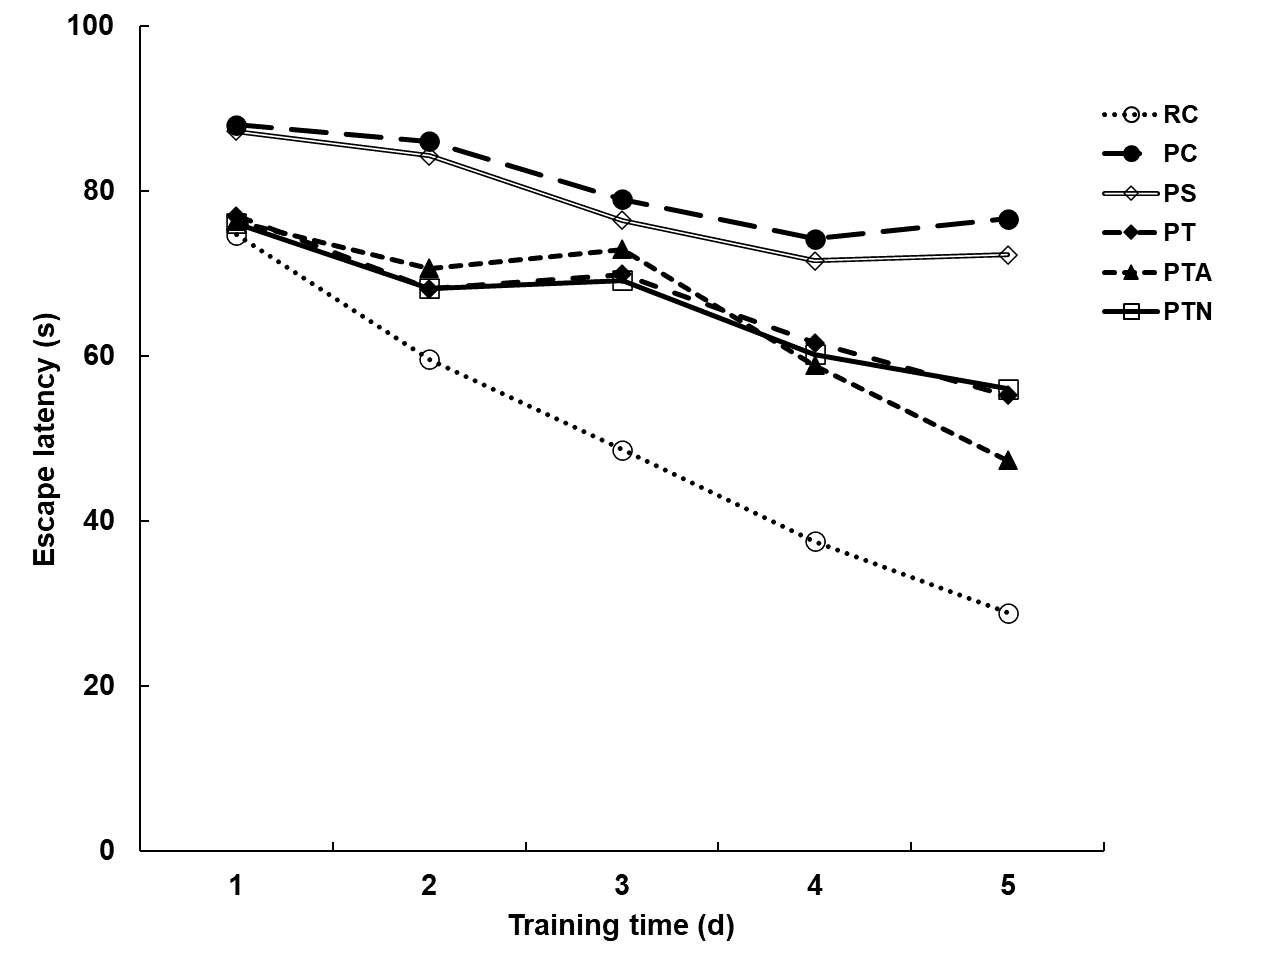 100
80
60
40
20
0
Escape latency (s)
1 2 3 4 5
Training time (d)
RC
PC
PS
PT
PTA
PTN